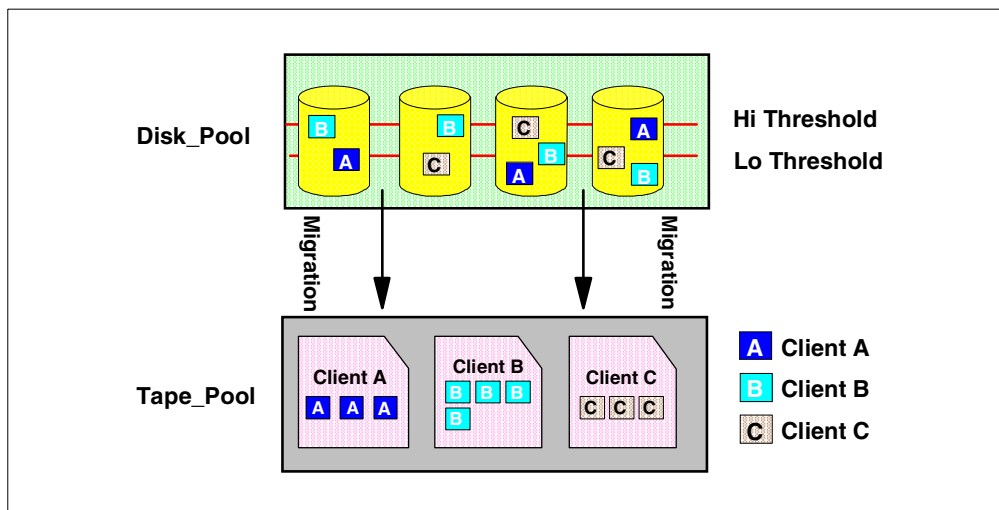 Disk_Pool
B
A
B
C
C
B
A
A
C
B
Hi Threshold
Lo Threshold
Migration
Migration
Tape_Pool
Client A
A A A
Client B
B B B
B
Client C
C C C
A Client A
B Client B
C Client C